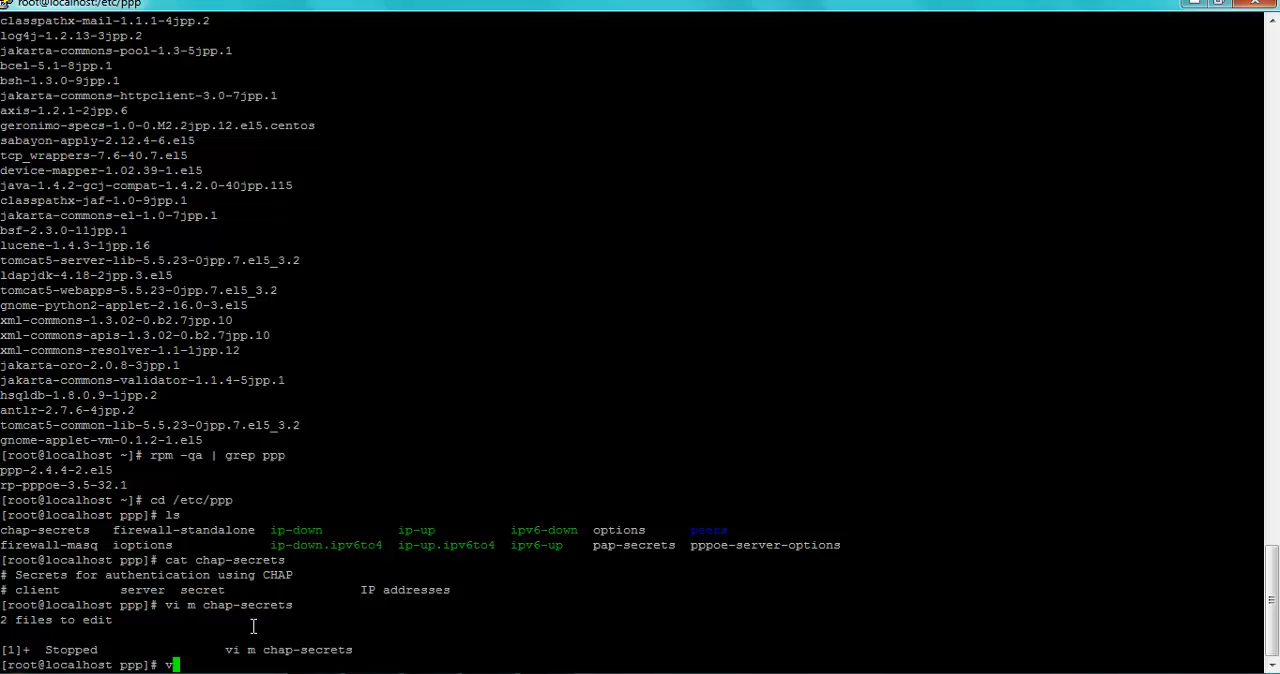 root@localhost:/etc/ppp
classpathx-mail-1.1.1-4jpp.2
log4j-1.2.13-3jpp.2
jakarta-commons-pool-1.3-5jpp.1
bcel-5.1-8jpp.1
bsh-1.3.0-9jpp.1
jakarta-commons-httpclient-3.0-7jpp.1
axis-1.2.1-2jpp.6
geronimo-specs-1.0-0.M2.2jpp.12.el5.centos
sabayon-apply-2.12.4-6.el5
tcp_wrappers-7.6-40.7.el5
device-mapper-1.02.39-1.el5
java-1.4.2-gcj-compat-1.4.2.0-40jpp.115
classpathx-jaf-1.0-9jpp.1
jakarta-commons-el-1.0-7jpp.1
bsf-2.3.0-11jpp.1
lucene-1.4.3-1jpp.16
tomcat5-server-lib-5.5.23-0jpp.7.el5_3.2
ldapjdk-4.18-2jpp.3.el5
tomcat5-webapps-5.5.23-0jpp.7.el5_3.2
gnome-python2-applet-2.16.0-3.el5
xml-commons-1.3.02-0.b2.7jpp.10
xml-commons-apis-1.3.02-0.b2.7jpp.10
xml-commons-resolver-1.1-1jpp.12
jakarta-oro-2.0.8-3jpp.1
jakarta-commons-validator-1.1.4-5jpp.1
hsqldb-1.8.0.9-1jpp.2
antlr-2.7.6-4jpp.2
tomcat5-common-lib-5.5.23-0jpp.7.el5_3.2
gnome-applet-vm-0.1.2-1.el5
[root@localhost ~]# rpm -qa | grep ppp
ppp-2.4.4-2.el5
rp-pppoe-3.5-32.1
[root@localhost ~]# cd /etc/ppp
[root@localhost ppp]# ls
chap-secrets firewall-standalone ip-down ip-up ipv6-down options peers
firewall-masq ioptions ip-down.ipv6to4 ip-up.ipv6to4 ipv6-up pap-secrets pppoe-server-options
[root@localhost ppp]# cat chap-secrets
# Secrets for authentication using CHAP
# client server secret IP addresses
[root@localhost ppp]# vi m chap-secrets
2 files to edit
[1]+ Stopped vi m chap-secrets
[root@localhost ppp]# v